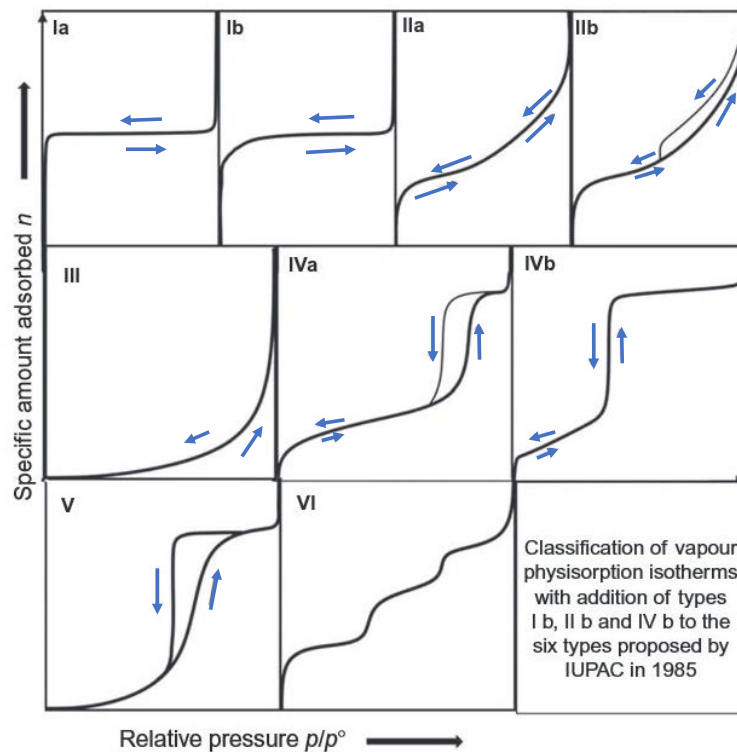 Ia
Ib
IIa
IIb
III
IVa
IVb
V
VI
Specific amount adsorbed n
Classification of vapour
physisorption isotherms
with addition of types
I b, II b and IV b to the
six types proposed by
IUPAC in 1985
Relative pressure p/p°